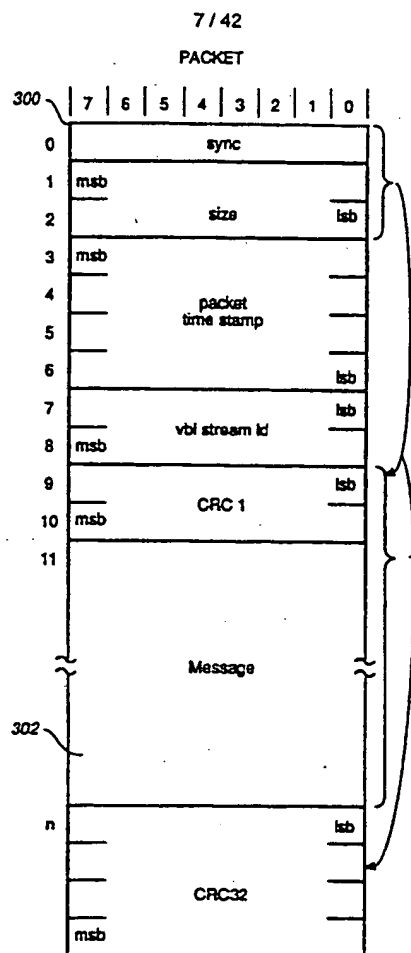 7 / 42
PACKET
300
7 6 5 4 3 2 1 0
0 sync
1 msb
2 size lsb
3 msb
4 packet
time stamp
5
6 lsb
7 lsb
vbi stream id
8 msb
9 lsb
CRC 1
10 msb
11
Message
302
n lsb
CRC32
msb